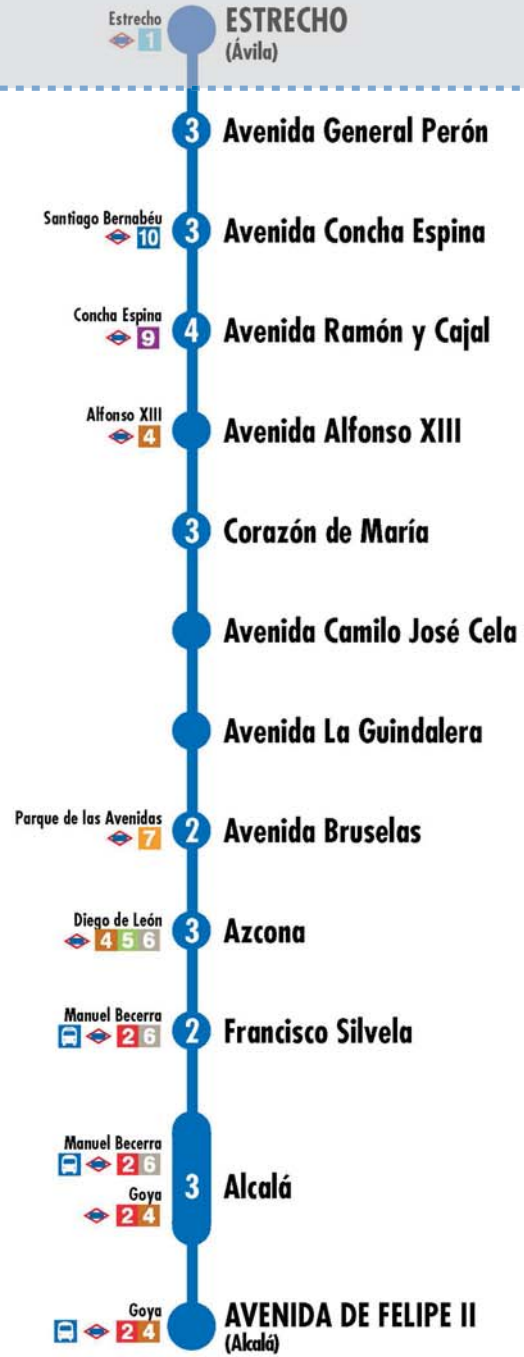 Estrecho
1
ESTRECHO
(Ávila)
3 Avenida General Perón
Santiago Bernabéu
10
3 Avenida Concha Espina
Concha Espina
9
4 Avenida Ramón y Cajal
Alfonso XIII
4
Avenida Alfonso XIII
3 Corazón de María
Avenida Camilo José Cela
Avenida La Guindalera
Parque de las Avenidas
7
2 Avenida Bruselas
Diego de León
4 5 6
3 Azcona
Manuel Becerra
2 6
2 Francisco Silvela
Manuel Becerra
2 6
Goya
2 4
3 Alcalá
Goya
2 4
AVENIDA DE FELIPE II
(Alcalá)